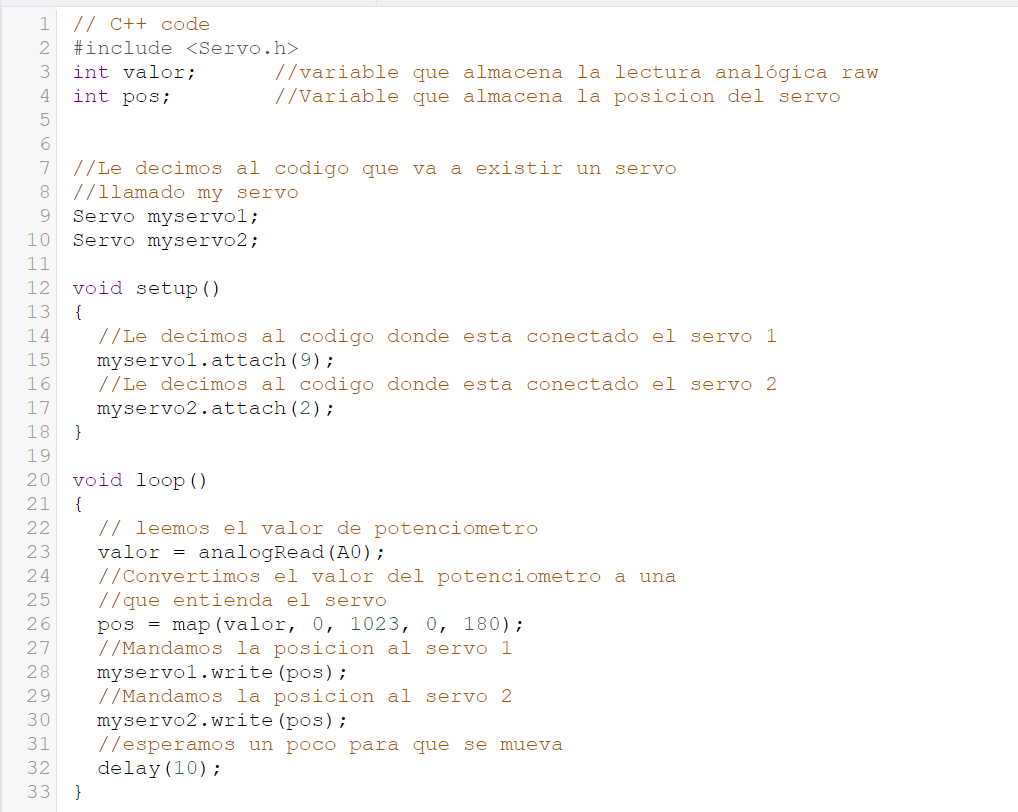 1 // C++ code
2 #include <Servo.h>
3 int valor;      //variable que almacena la lectura analógica raw
4 int pos;        //Variable que almacena la posicion del servo
5
6
7 //Le decimos al codigo que va a existir un servo
8 //llamado my servo
9 Servo myservo1;
10 Servo myservo2;
11
12 void setup()
13 {
14   //Le decimos al codigo donde esta conectado el servo 1
15   myservo1.attach(9);
16   //Le decimos al codigo donde esta conectado el servo 2
17   myservo2.attach(2);
18 }
19
20 void loop()
21 {
22   // leemos el valor de potenciometro
23   valor = analogRead(A0);
24   //Convertimos el valor del potenciometro a una
25   //que entienda el servo
26   pos = map(valor, 0, 1023, 0, 180);
27   //Mandamos la posicion al servo 1
28   myservo1.write(pos);
29   //Mandamos la posicion al servo 2
30   myservo2.write(pos);
31   //esperamos un poco para que se mueva
32   delay(10);
33 }